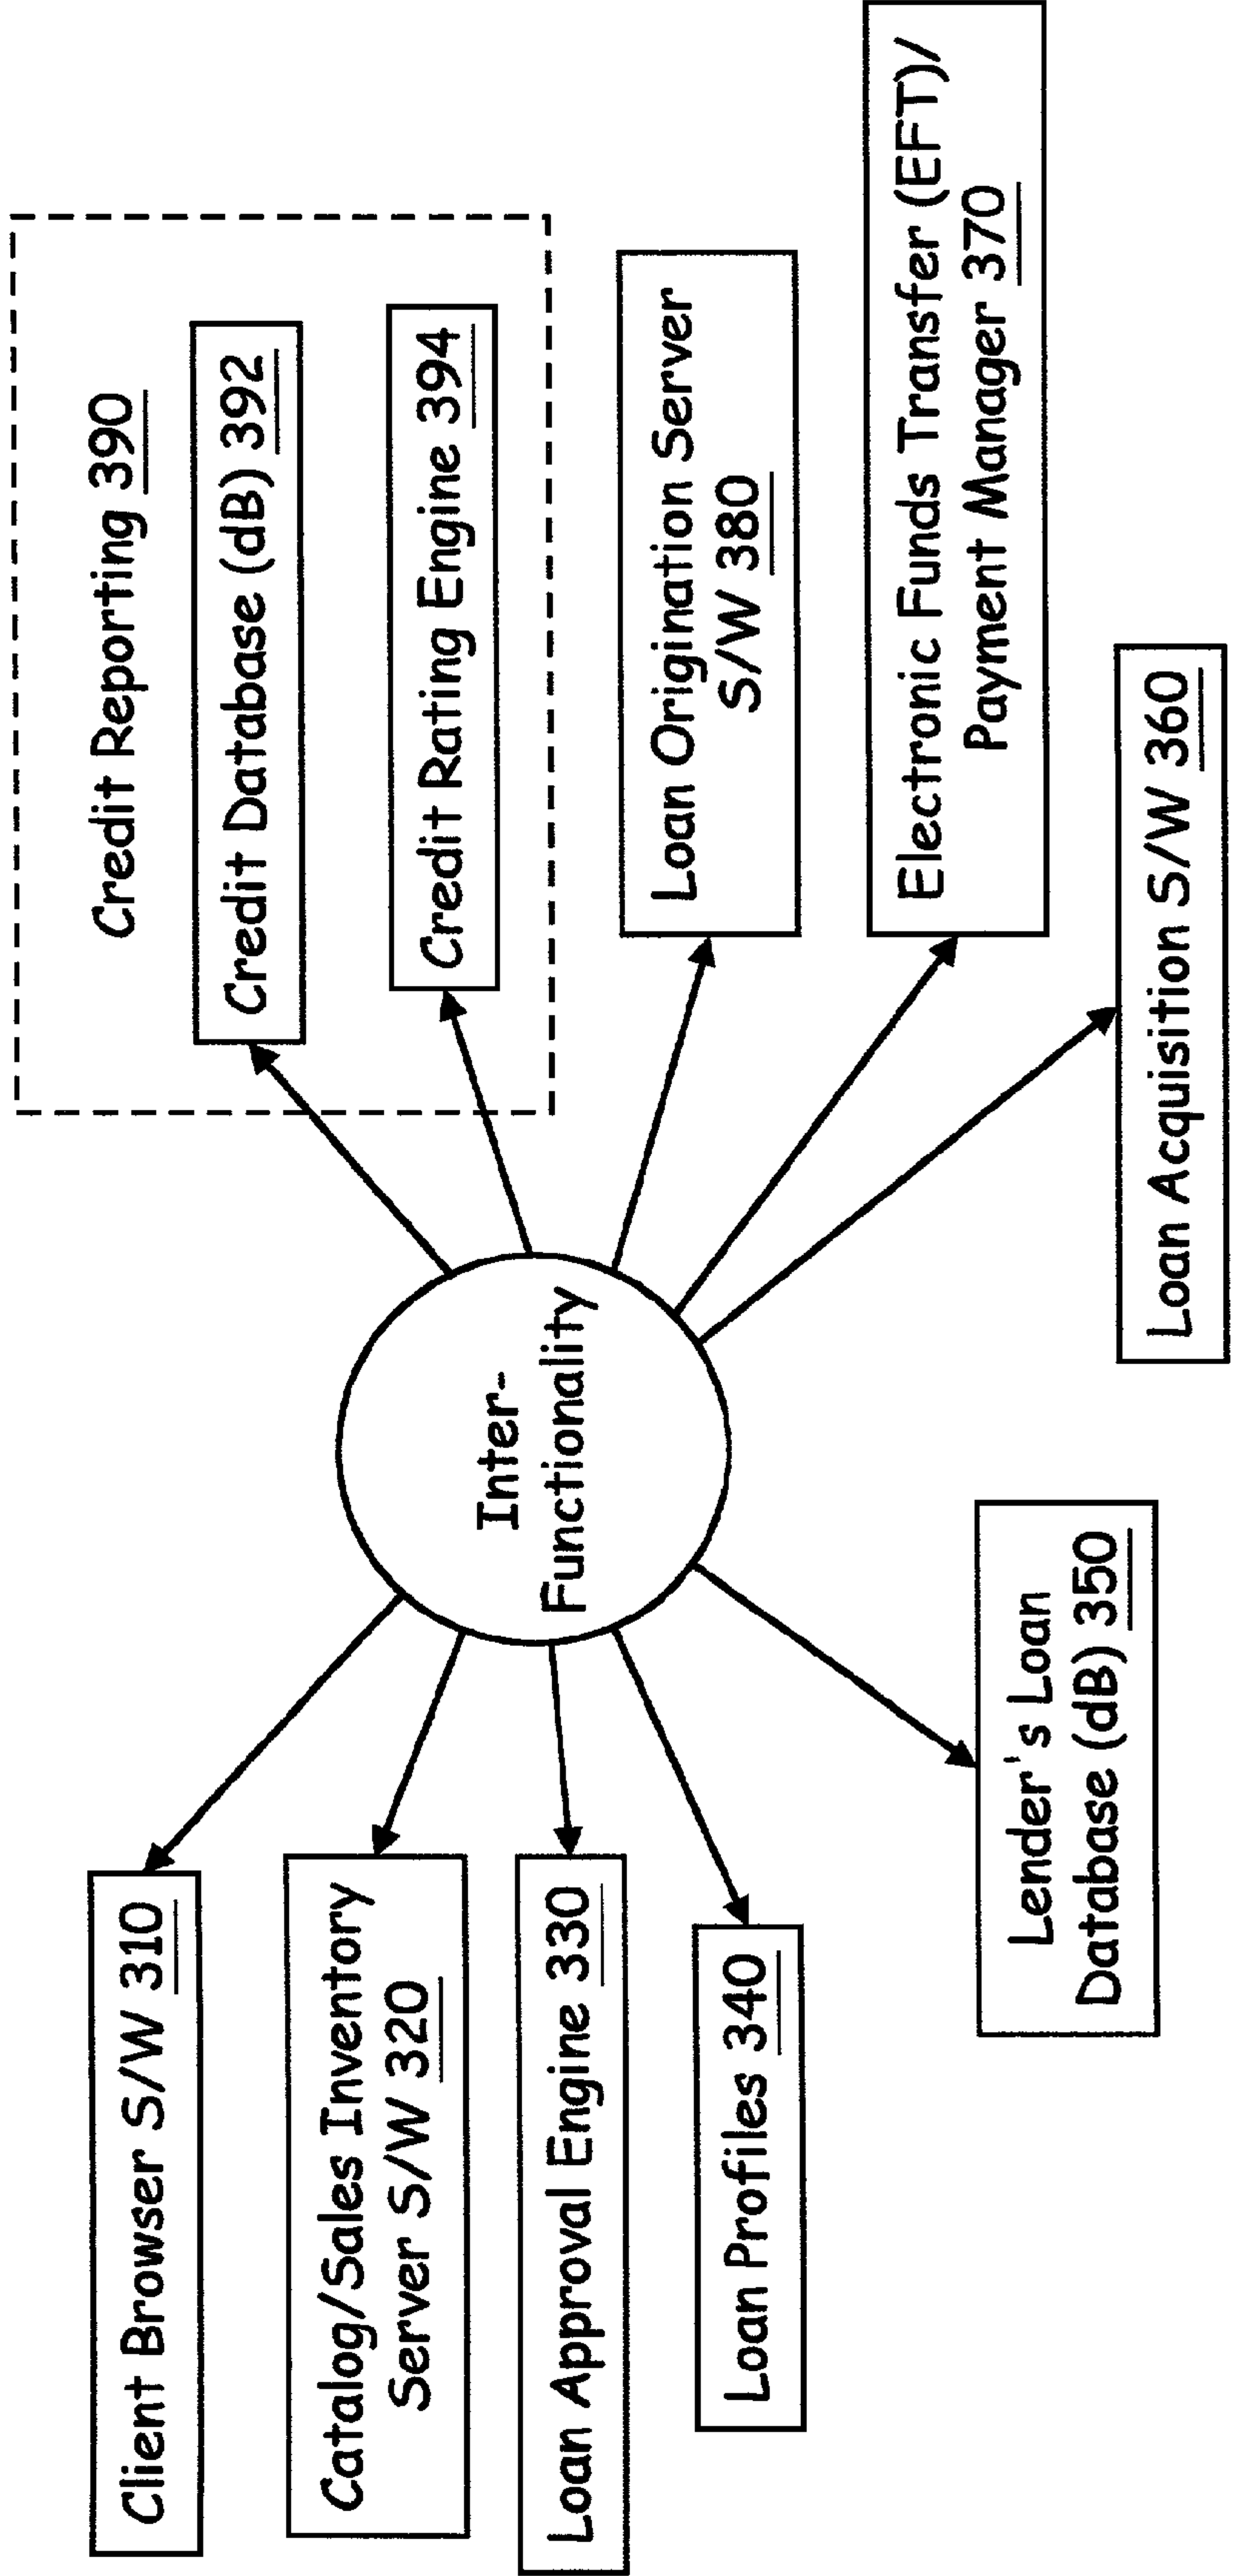 Client Browser S/W 310
Catalog/Sales Inventory
Server S/W 320
Loan Approval Engine 330
Loan Profiles 340
Lender's Loan
Database (dB) 350
Inter-
Functionality
Credit Reporting 390
Credit Database (dB) 392
Credit Rating Engine 394
Loan Origination Server
S/W 380
Electronic Funds Transfer (EFT)/
Payment Manager 370
Loan Acquisition S/W 360